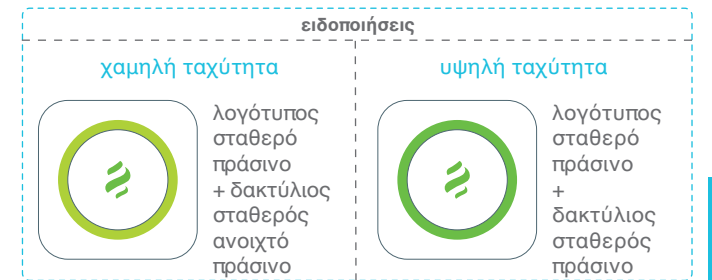 ειδοποιήσεις
χαμηλή ταχύτητα
λογότυπος
σταθερό
πράσινο
+ δακτύλιος
σταθερός
ανοιχτό
πράσινο
υψηλή ταχύτητα
λογότυπος
σταθερό
πράσινο
+
δακτύλιος
σταθερός
πράσινο